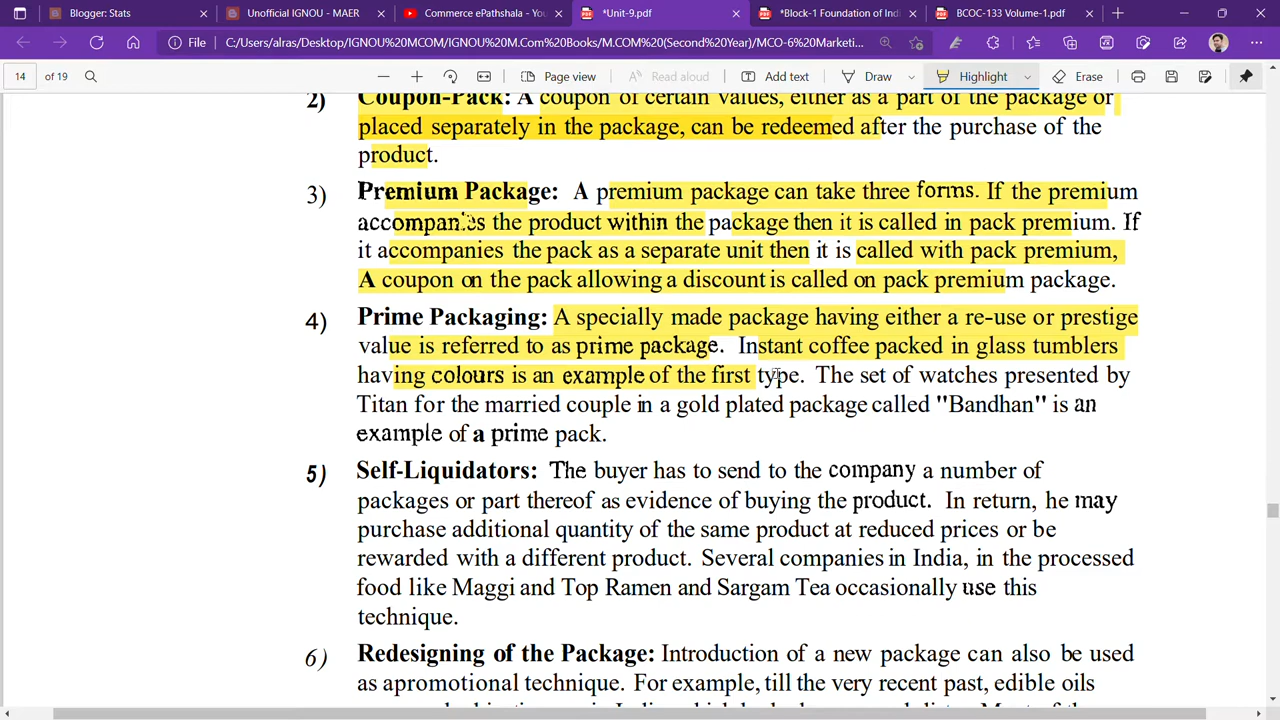 Blogger: Stats
Unofficial IGNOU - MAER
Commerce ePathshala - Yo
*Unit-9.pdf
*Block-1 Foundation of Ind
BCOC-133 Volume-1.pdf
File
C:/Users/alras/Desktop/IGNOU%20MCOM/IGNOU%20M.Com%20Books/M.COM%20(Second%20Year)/MCO-6%20Marketi...
14 of 19
Page view
Read aloud
Add text
Draw
Highlight
Erase
2) Coupon-Pack: A coupon of certain values, either as a part of the package or
placed separately in the package, can be redeemed after the purchase of the
product.
3) Premium Package: A premium package can take three forms. If the premium
accompanies the product within the package then it is called in pack premium. If
it accompanies the pack as a separate unit then it is called with pack premium,
A coupon on the pack allowing a discount is called on pack premium package.
4) Prime Packaging: A specially made package having either a re-use or prestige
value is referred to as prime package. Instant coffee packed in glass tumblers
having colours is an example of the first type. The set of watches presented by
Titan for the married couple in a gold plated package called "Bandhan" is an
example of a prime pack.
5) Self-Liquidators: The buyer has to send to the company a number of
packages or part thereof as evidence of buying the product. In return, he may
purchase additional quantity of the same product at reduced prices or be
rewarded with a different product. Several companies in India, in the processed
food like Maggi and Top Ramen and Sargam Tea occasionally use this
technique.
6) Redesigning of the Package: Introduction of a new package can also be used
as apromotional technique. For example, till the very recent past, edible oils